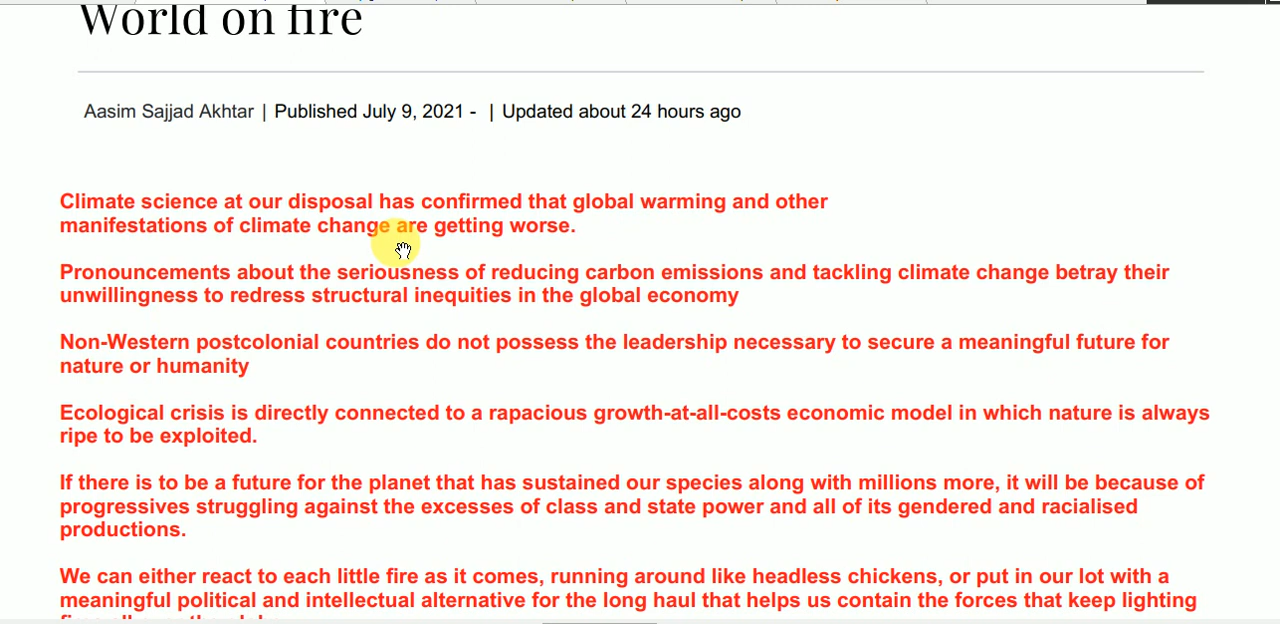 World on fire
Aasim Sajjad Akhtar | Published July 9, 2021 - | Updated about 24 hours ago
Climate science at our disposal has confirmed that global warming and other
manifestations of climate change are getting worse.
Pronouncements about the seriousness of reducing carbon emissions and tackling climate change betray their
unwillingness to redress structural inequities in the global economy
Non-Western postcolonial countries do not possess the leadership necessary to secure a meaningful future for
nature or humanity
Ecological crisis is directly connected to a rapacious growth-at-all-costs economic model in which nature is always
ripe to be exploited.
If there is to be a future for the planet that has sustained our species along with millions more, it will be because of
progressives struggling against the excesses of class and state power and all of its gendered and racialised
productions.
We can either react to each little fire as it comes, running around like headless chickens, or put in our lot with a
meaningful political and intellectual alternative for the long haul that helps us contain the forces that keep lighting